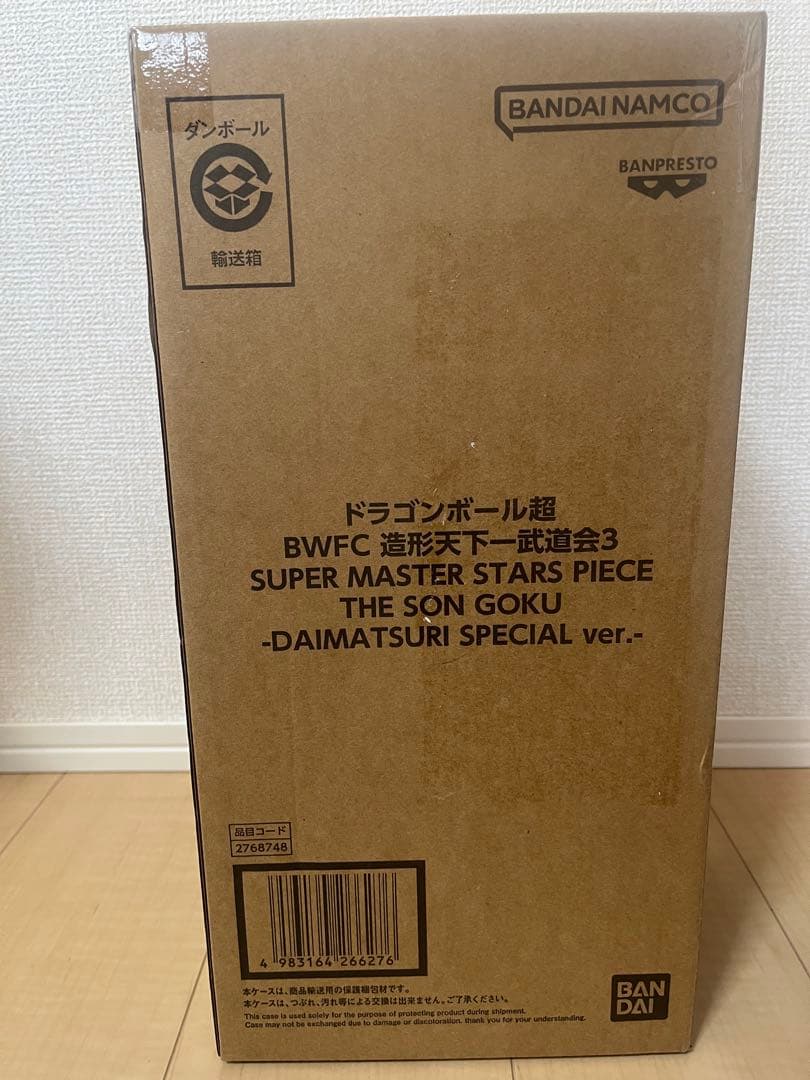 ダンボール
輸送箱
BANDAI NAMCO
BANPRESTO
ドラゴンボール超
BWFC 造形天下一武道会3
SUPER MASTER STARS PIECE
THE SON GOKU
-DAIMATSURI SPECIAL ver.-
品目コード
2768748
4 983164 266276
本ケースは、商品輸送用の保護梱包材です。
本ケースは、つぶれ、汚れ等による交換は出来ません。ご了承ください。
This case is used solely for the purpose of protecting product during shipment.
Case may not be exchanged due to damage or discoloration. thank you for your understanding.
BAN
DAI